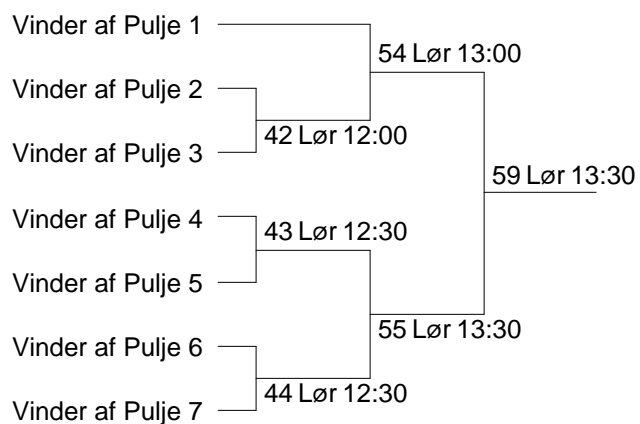 Vinder af Pulje 1
54 Lør 13:00
Vinder af Pulje 2
42 Lør 12:00
Vinder af Pulje 3
59 Lør 13:30
Vinder af Pulje 4
43 Lør 12:30
Vinder af Pulje 5
55 Lør 13:30
Vinder af Pulje 6
44 Lør 12:30
Vinder af Pulje 7